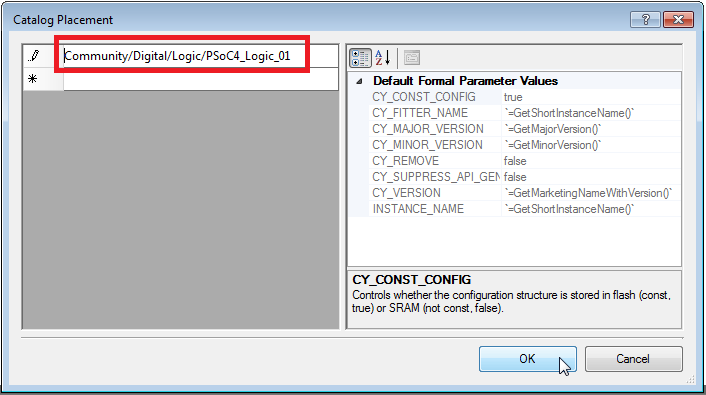 Catalog Placement
Community/Digital/Logic/PSoC4_Logic_01
Default Formal Parameter Values
CY_CONST_CONFIG true
CY_FITTER_NAME `=GetShortInstanceName()`
CY_MAJOR_VERSION `=GetMajorVersion()`
CY_MINOR_VERSION `=GetMinorVersion()`
CY_REMOVE false
CY_SUPPRESS_API_GEN false
CY_VERSION `=GetMarketingNameWithVersion()`
INSTANCE_NAME `=GetShortInstanceName()`
CY_CONST_CONFIG
Controls whether the configuration structure is stored in flash (const,
true) or SRAM (not const, false).
OK Cancel